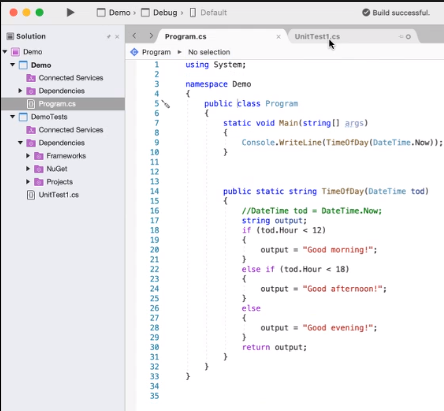 Demo › Debug › Default
Build successful.
Solution
Program.cs
UnitTest1.cs
Program ▸ No selection
Demo
Demo
Connected Services
Dependencies
Program.cs
DemoTests
Connected Services
Dependencies
Frameworks
NuGet
Projects
UnitTest1.cs
1 using System;
2
3 namespace Demo
4 {
5 public class Program
6 {
7 static void Main(string[] args)
8 {
9 Console.WriteLine(TimeOfDay(DateTime.Now));
10 }
11
12
13
14 public static string TimeOfDay(DateTime tod)
15 {
16 //DateTime tod = DateTime.Now;
17 string output;
18 if (tod.Hour < 12)
19 {
20 output = "Good morning!";
21 }
22 else if (tod.Hour < 18)
23 {
24 output = "Good afternoon!";
25 }
26 else
27 {
28 output = "Good evening!";
29 }
30 return output;
31 }
32 }
33 }
34
35